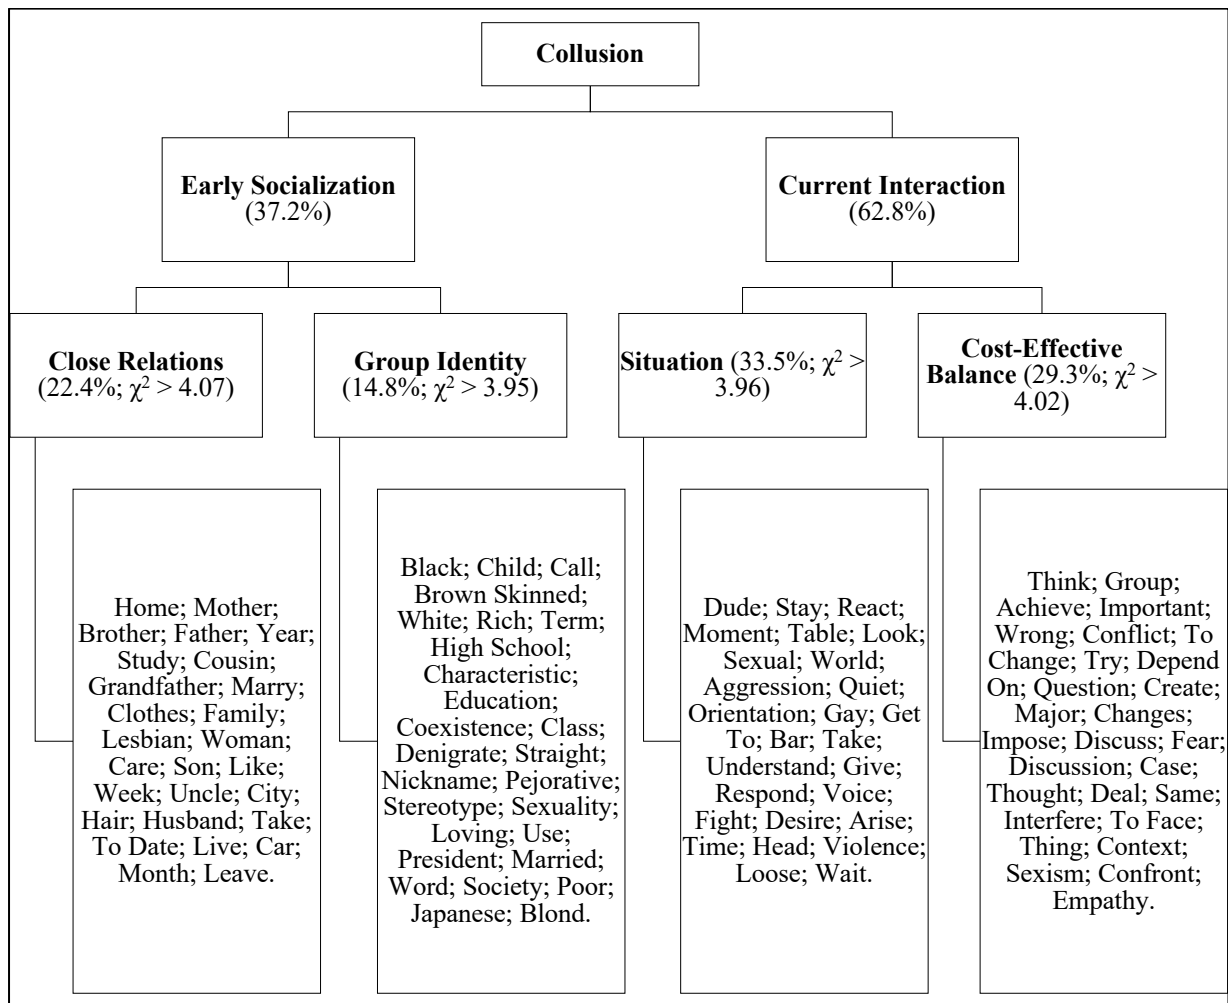 Collusion
Early Socialization
(37.2%)
Current Interaction
(62.8%)
Close Relations
(22.4%; χ² > 4.07)
Group Identity
(14.8%; χ² > 3.95)
Situation (33.5%; χ² >
3.96)
Cost-Effective
Balance (29.3%; χ² >
4.02)
Home; Mother;
Brother; Father; Year;
Study; Cousin;
Grandfather; Marry;
Clothes; Family;
Lesbian; Woman;
Care; Son; Like;
Week; Uncle; City;
Hair; Husband; Take;
To Date; Live; Car;
Month; Leave.
Black; Child; Call;
Brown Skinned;
White; Rich; Term;
High School;
Characteristic;
Education;
Coexistence; Class;
Denigrate; Straight;
Nickname; Pejorative;
Stereotype; Sexuality;
Loving; Use;
President; Married;
Word; Society; Poor;
Japanese; Blond.
Dude; Stay; React;
Moment; Table; Look;
Sexual; World;
Aggression; Quiet;
Orientation; Gay; Get
To; Bar; Take;
Understand; Give;
Respond; Voice;
Fight; Desire; Arise;
Time; Head; Violence;
Loose; Wait.
Think; Group;
Achieve; Important;
Wrong; Conflict; To
Change; Try; Depend
On; Question; Create;
Major; Changes;
Impose; Discuss; Fear;
Discussion; Case;
Thought; Deal; Same;
Interfere; To Face;
Thing; Context;
Sexism; Confront;
Empathy.